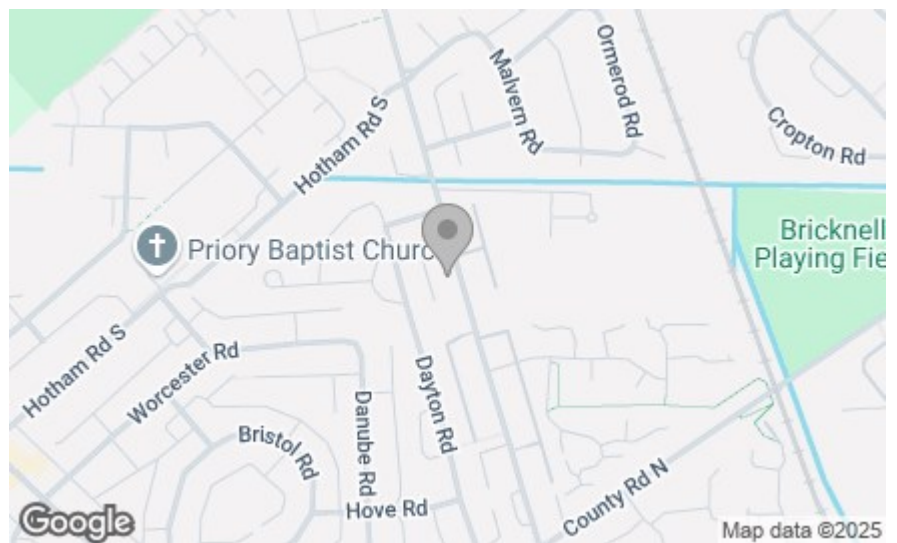 Ormerod Rd
Malvern Rd
Cropton Rd
Hotham Rd S
Priory Baptist Churc
Bricknell
Playing Fie
Hotham Rd S
Worcester Rd
Dayton Rd
Danube Rd
Bristol Rd
Hove Rd
County Rd N
Google
Map data ©2025